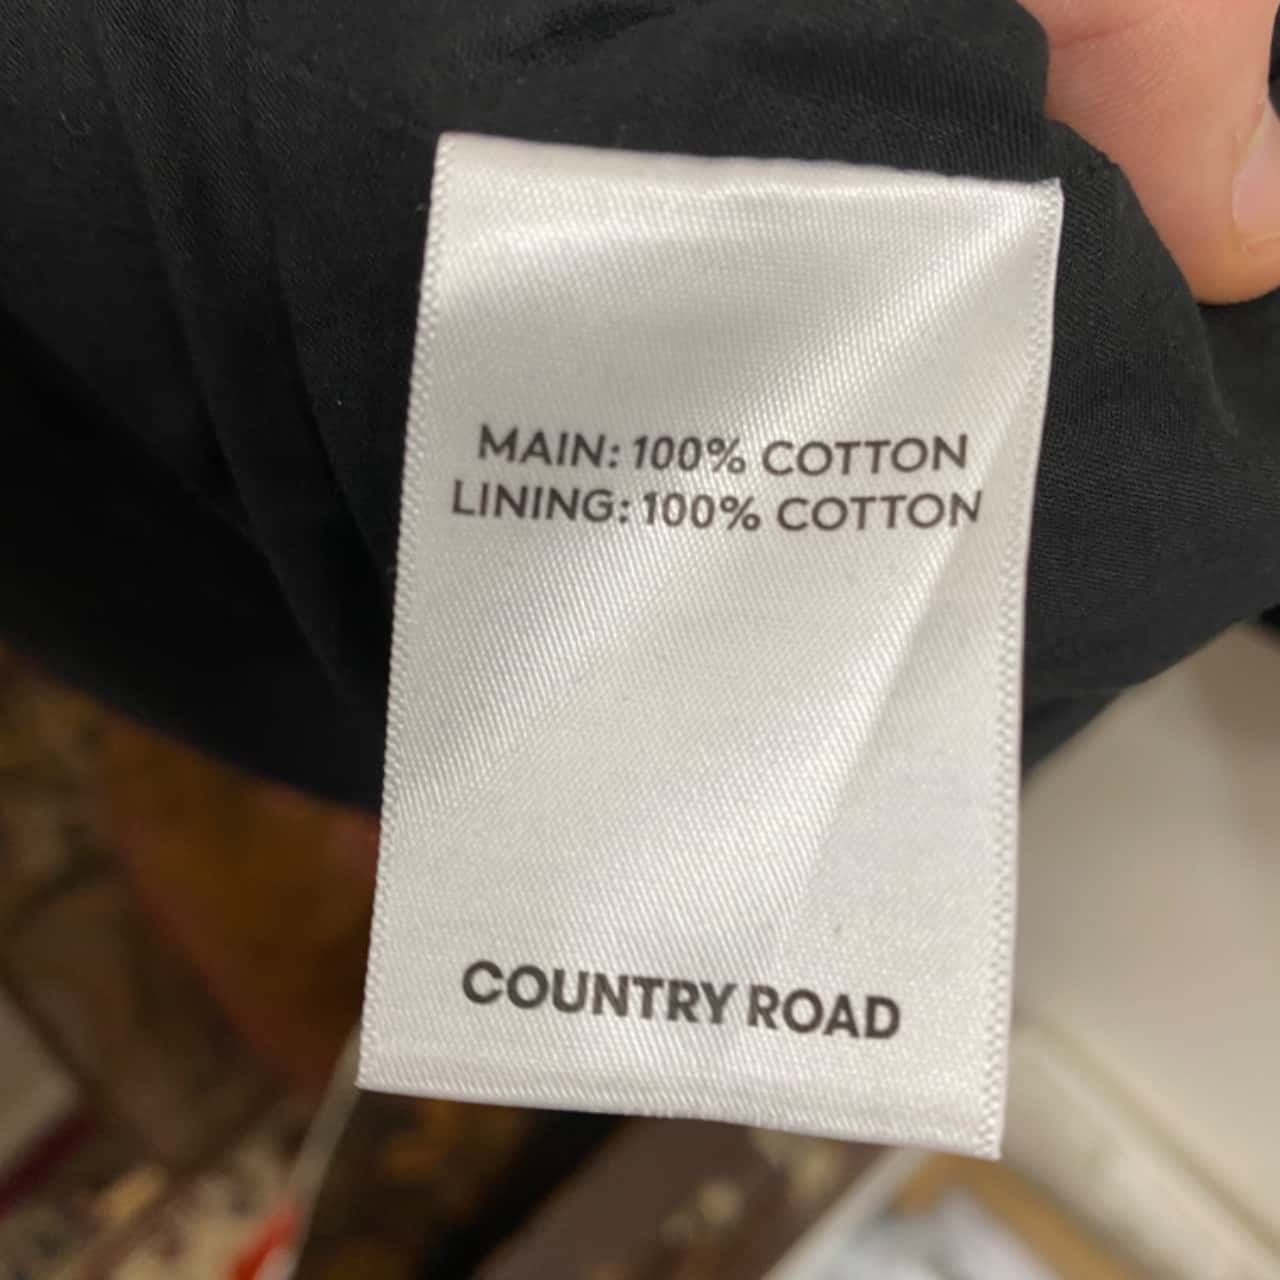 MAIN: 100% COTTON
LINING: 100% COTTON
COUNTRY ROAD